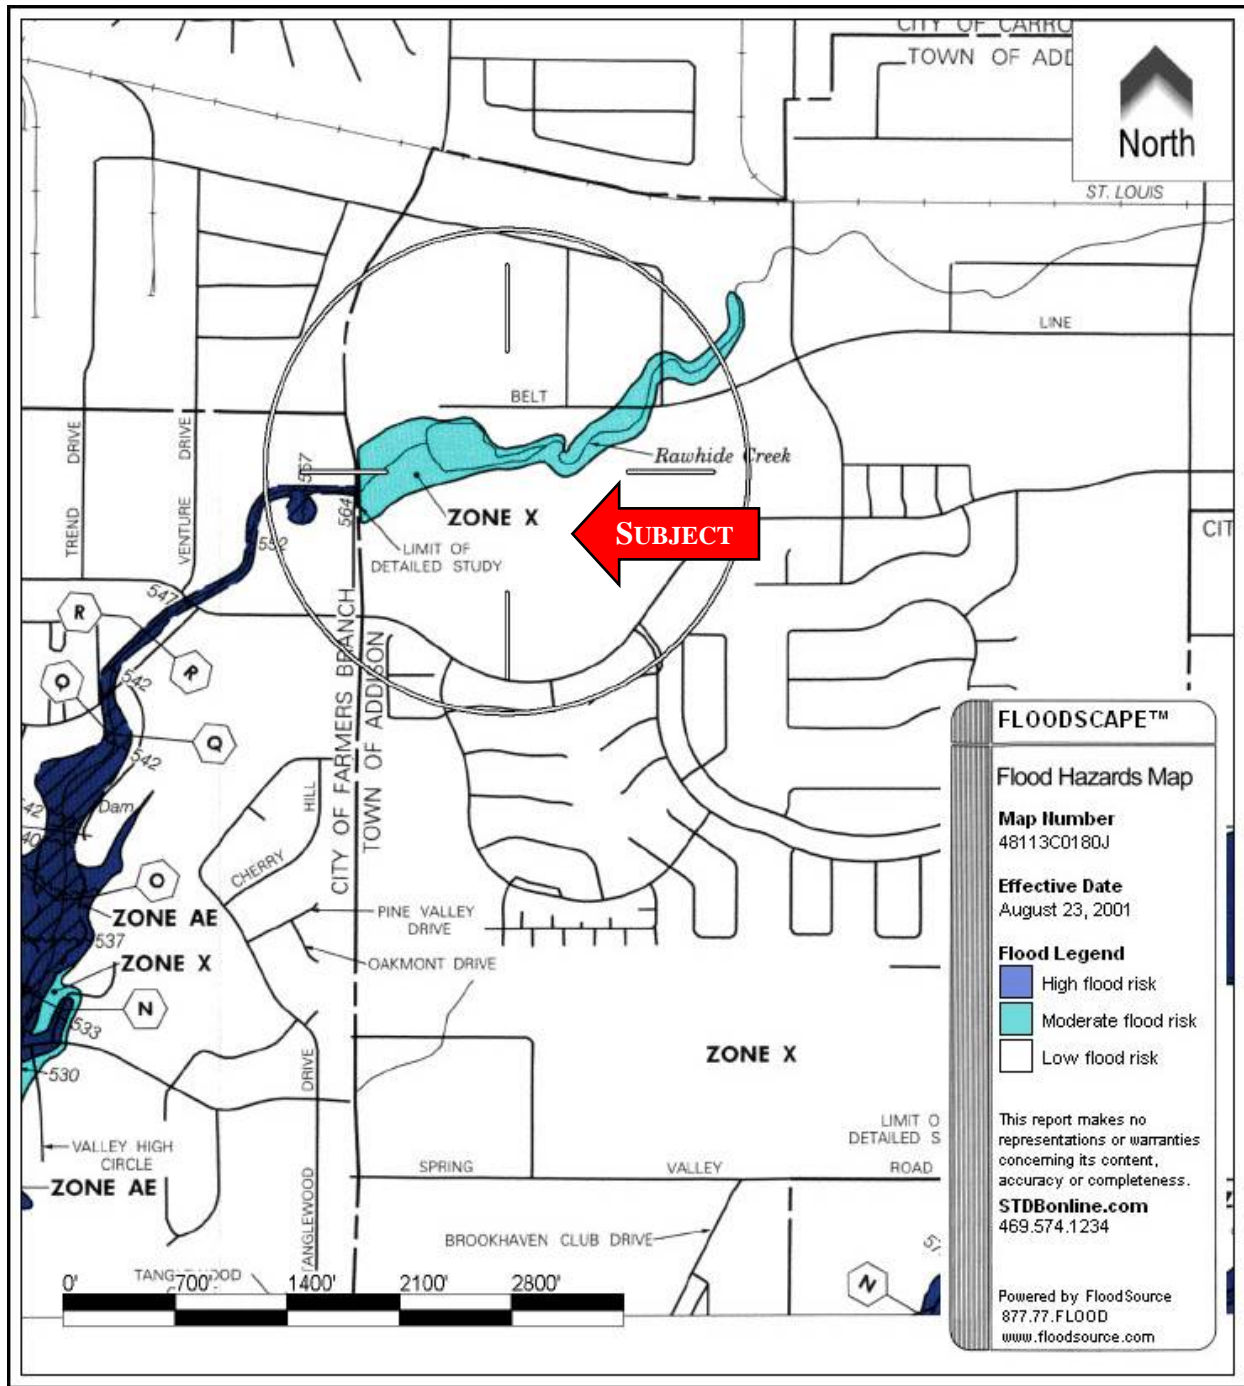 CITY OF CARRO
TOWN OF ADD
North
ST. LOUIS
LINE
BELT
TREND DRIVE
VENTURE DRIVE
Rawhide Creek
557
564
ZONE X
SUBJECT
CIT
LIMIT OF
DETAILED STUDY
552
547
R
R
Q
542
Q
542
CITY OF FARMERS BRANCH
TOWN OF ADDISON
Dam
HILL
CHERRY
O
ZONE AE
PINE VALLEY
DRIVE
537
ZONE X
OAKMONT DRIVE
N
533
530
ZONE X
DRIVE
VALLEY HIGH
CIRCLE
ZONE AE
TANGLEWOOD
SPRING
VALLEY
ROAD
LIMIT O
DETAILED S
BROOKHAVEN CLUB DRIVE
N
0' 700' 1400' 2100' 2800'
FLOODSCAPE™
Flood Hazards Map
Map Number
48113C0180J
Effective Date
August 23, 2001
Flood Legend
High flood risk
Moderate flood risk
Low flood risk
This report makes no
representations or warranties
concerning its content,
accuracy or completeness.
STDBonline.com
469.574.1234
Powered by FloodSource
877.77.FLOOD
www.floodsource.com